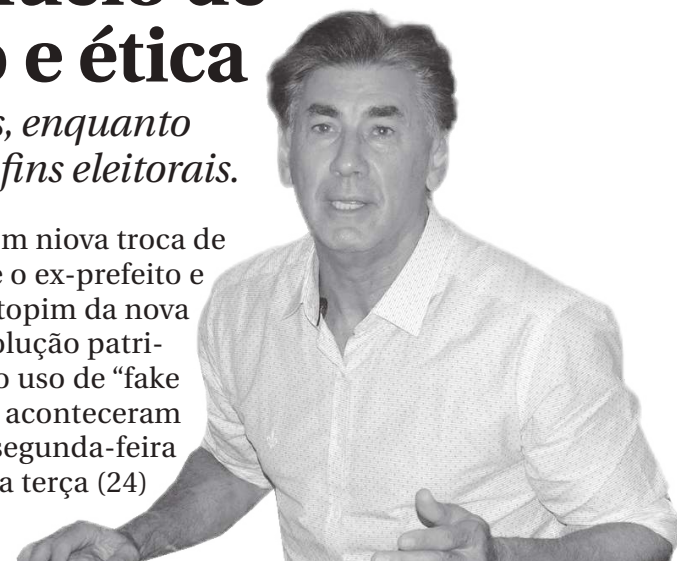 e ética
s, enquanto
fins eleitorais.
m niova troca de
e o ex-prefeito e
topim da nova
olução patri-
o uso de “fake
aconteceram
segunda-feira
a terça (24)